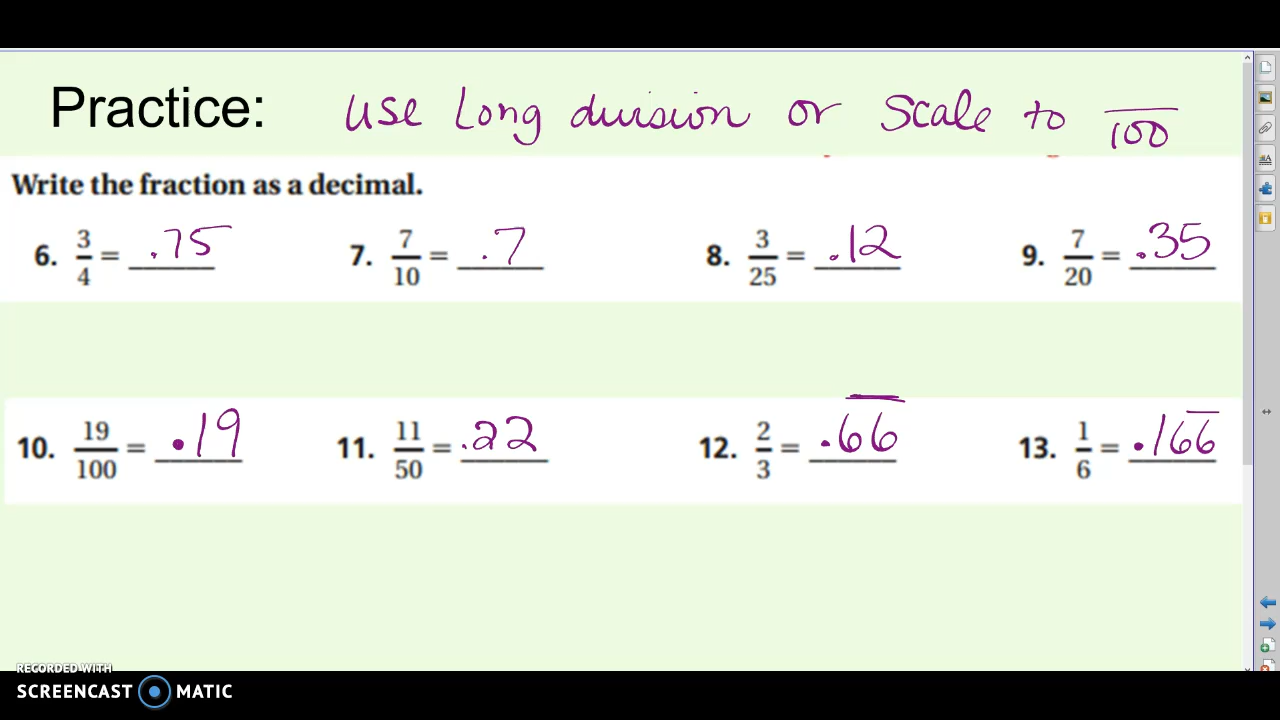 Practice: use Long division or Scale to /100
Write the fraction as a decimal.
6. 3/4 = .75 7. 7/10 = .7 8. 3/25 = .12 9. 7/20 = .35
10. 19/100 = .19 11. 11/50 = .22 12. 2/3 = .6̅6̅ 13. 1/6 = .166̅
RECORDED WITH
SCREENCAST MATIC